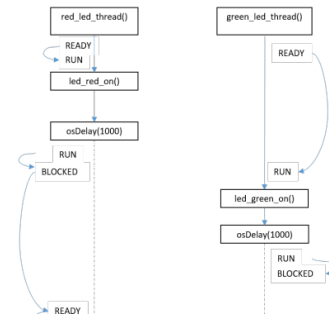 red_led_thread()
READY
RUN
led_red_on()
osDelay(1000)
RUN
BLOCKED
READY
green_led_thread()
READY
RUN
led_green_on()
osDelay(1000)
RUN
BLOCKED